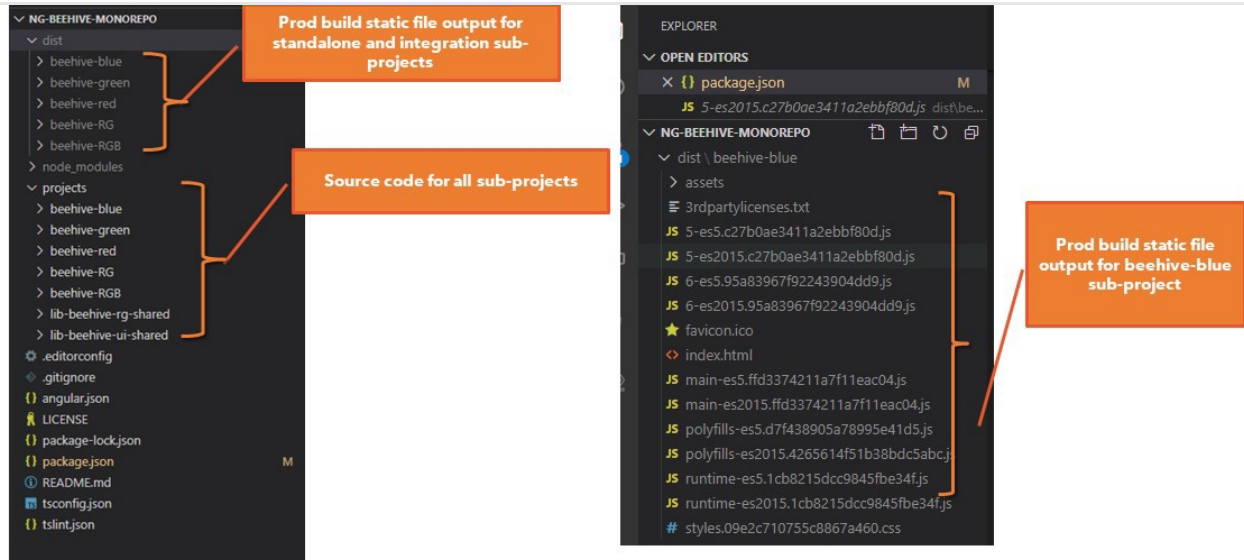 NG-BEEHIVE-MONOREPO
dist
beehive-blue
beehive-green
beehive-red
beehive-RG
beehive-RGB
node_modules
projects
beehive-blue
beehive-green
beehive-red
beehive-RG
beehive-RGB
lib-beehive-rg-shared
lib-beehive-ui-shared
.editorconfig
.gitignore
{} angular.json
LICENSE
{} package-lock.json
{} package.json M
README.md
TS tsconfig.json
{} tslint.json
Prod build static file output for
standalone and integration sub-
projects
Source code for all sub-projects
EXPLORER
OPEN EDITORS
{} package.json M
JS 5-es2015.c27b0ae3411a2ebbf80d.js dist\be...
NG-BEEHIVE-MONOREPO
dist \ beehive-blue
assets
3rdpartylicenses.txt
JS 5-es5.c27b0ae3411a2ebbf80d.js
JS 5-es2015.c27b0ae3411a2ebbf80d.js
JS 6-es5.95a83967f92243904dd9.js
JS 6-es2015.95a83967f92243904dd9.js
favicon.ico
<> index.html
JS main-es5.ffd3374211a7f11eac04.js
JS main-es2015.ffd3374211a7f11eac04.js
JS polyfills-es5.d7f438905a78995e41d5.js
JS polyfills-es2015.4265614f51b38bdc5abc.js
JS runtime-es5.1cb8215dcc9845fbe34f.js
JS runtime-es2015.1cb8215dcc9845fbe34f.js
# styles.09e2c710755c8867a460.css
Prod build static file
output for beehive-blue
sub-project